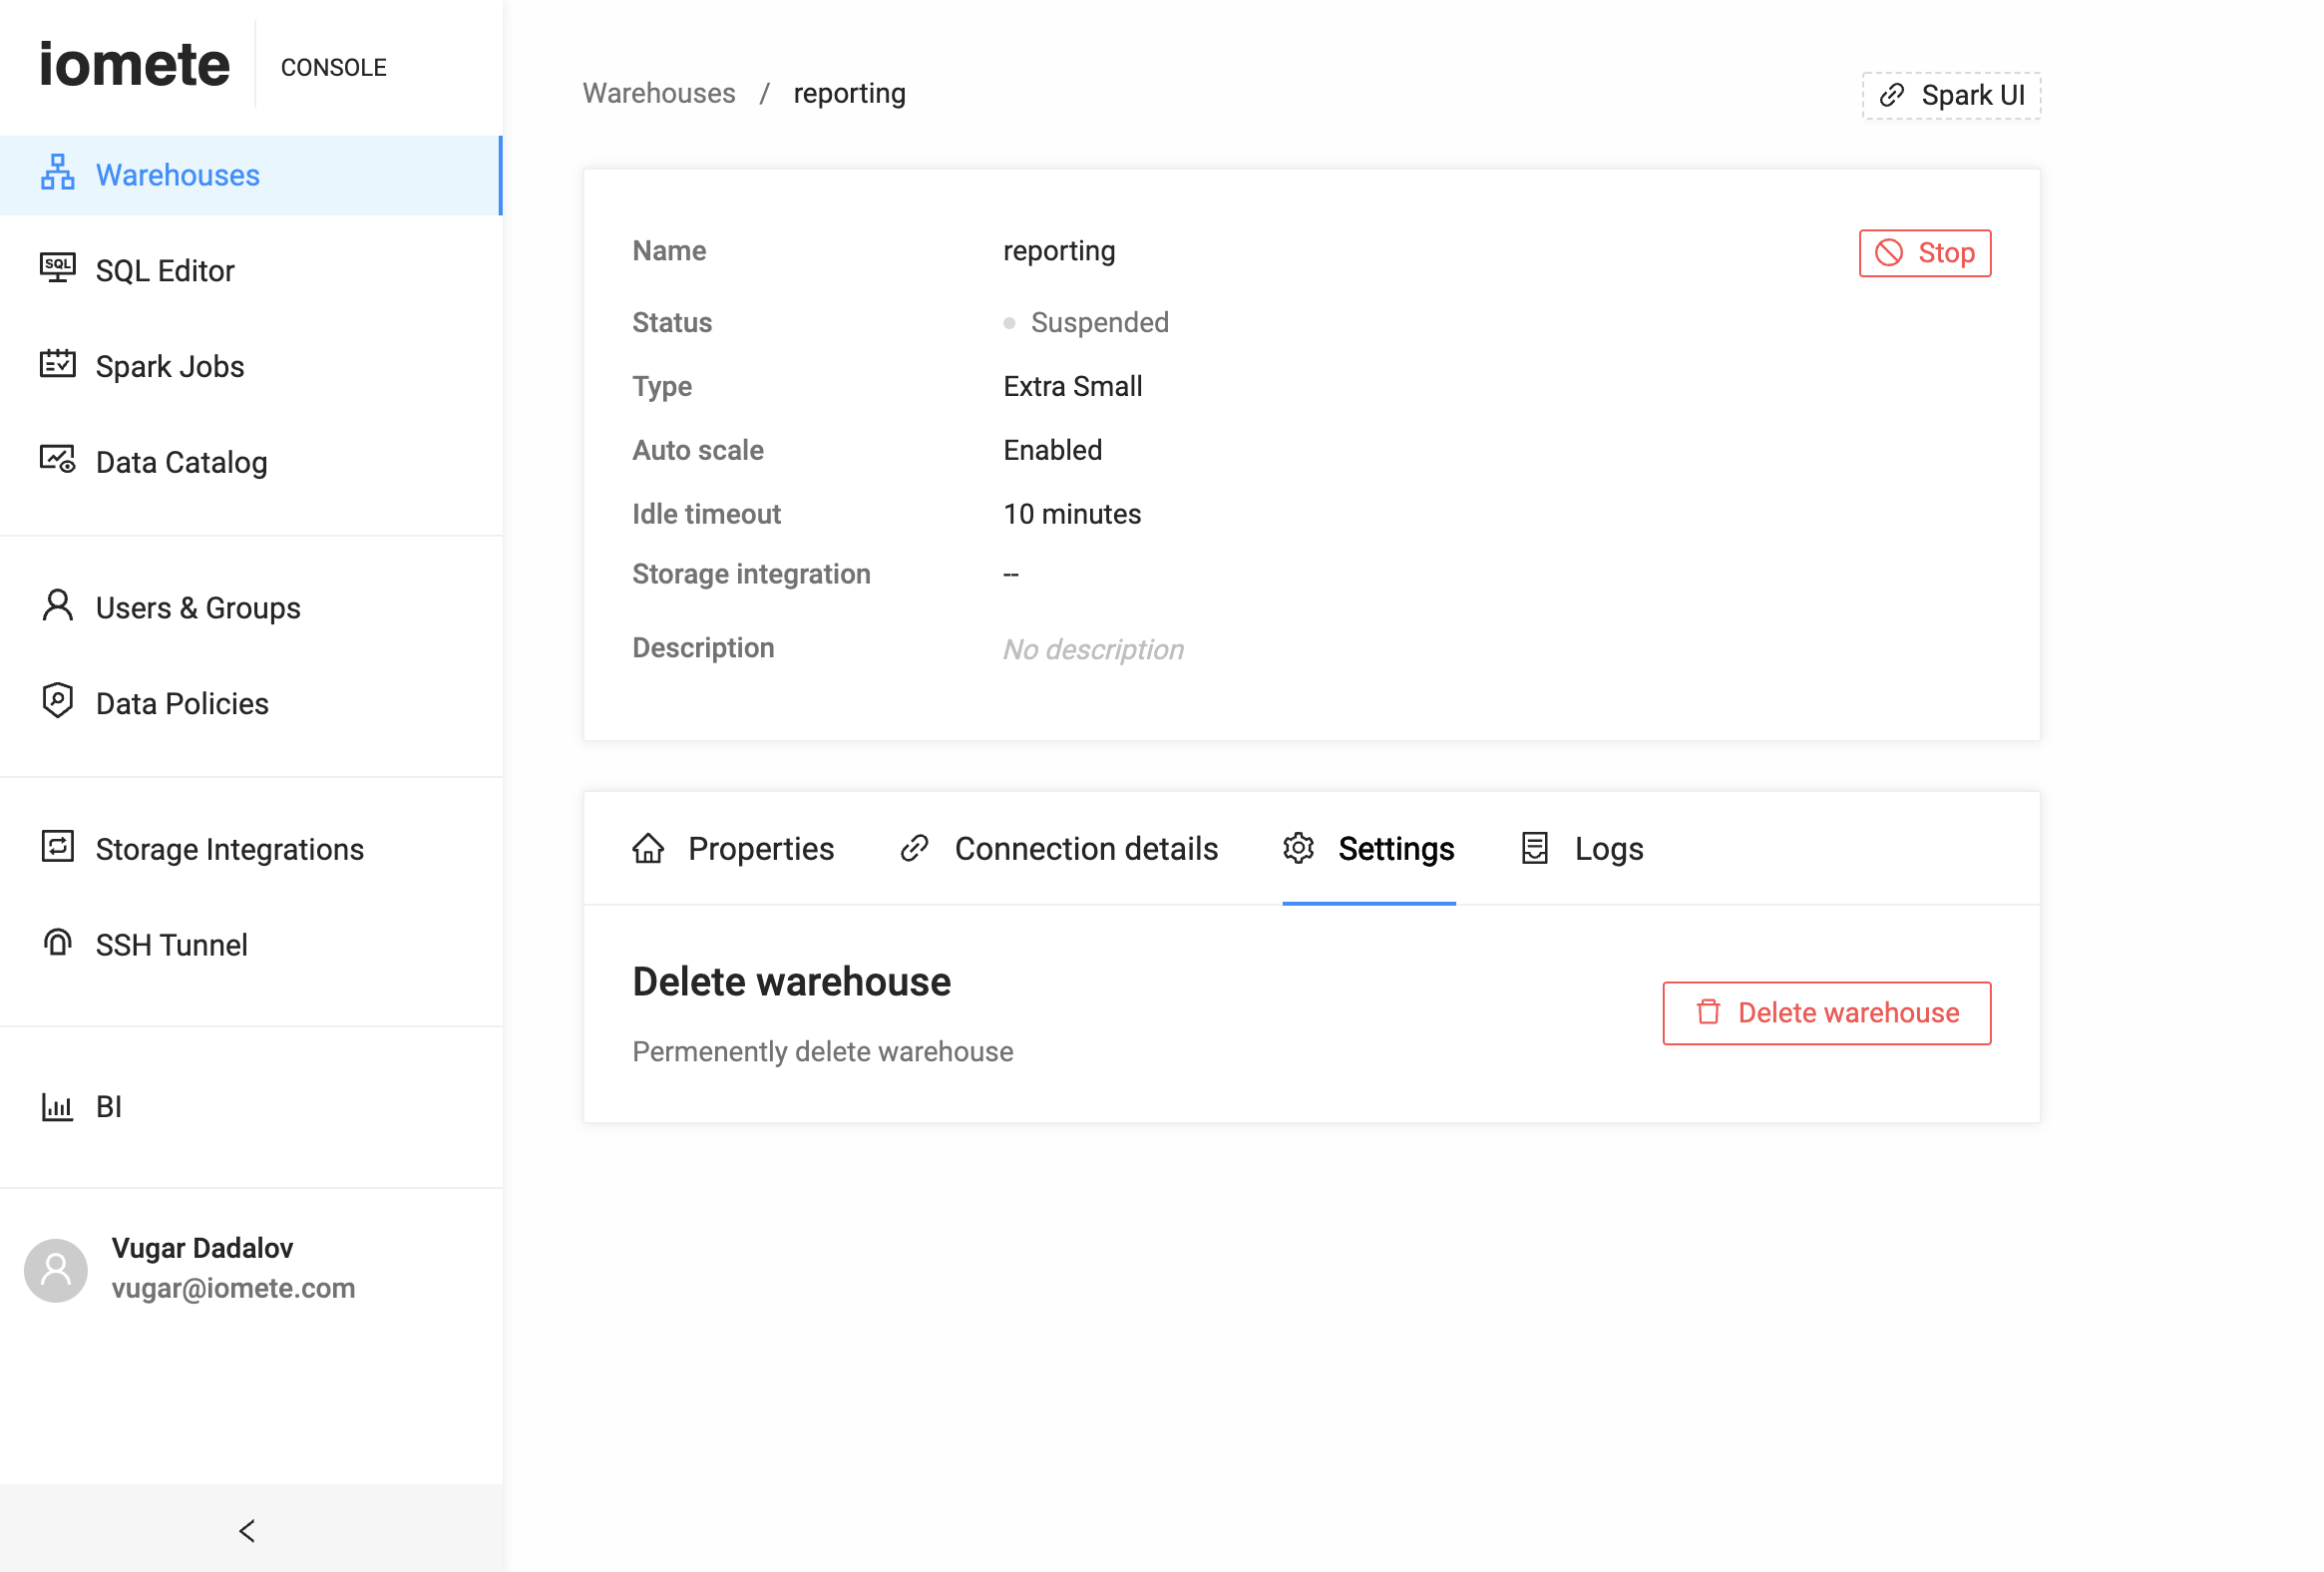 iomete CONSOLE
Warehouses
SQL Editor
Spark Jobs
Data Catalog
Users & Groups
Data Policies
Storage Integrations
SSH Tunnel
BI
Vugar Dadalov
vugar@iomete.com
Warehouses / reporting
Spark UI
Name reporting
Stop
Status Suspended
Type Extra Small
Auto scale Enabled
Idle timeout 10 minutes
Storage integration --
Description No description
Properties Connection details Settings Logs
Delete warehouse
Permenently delete warehouse
Delete warehouse